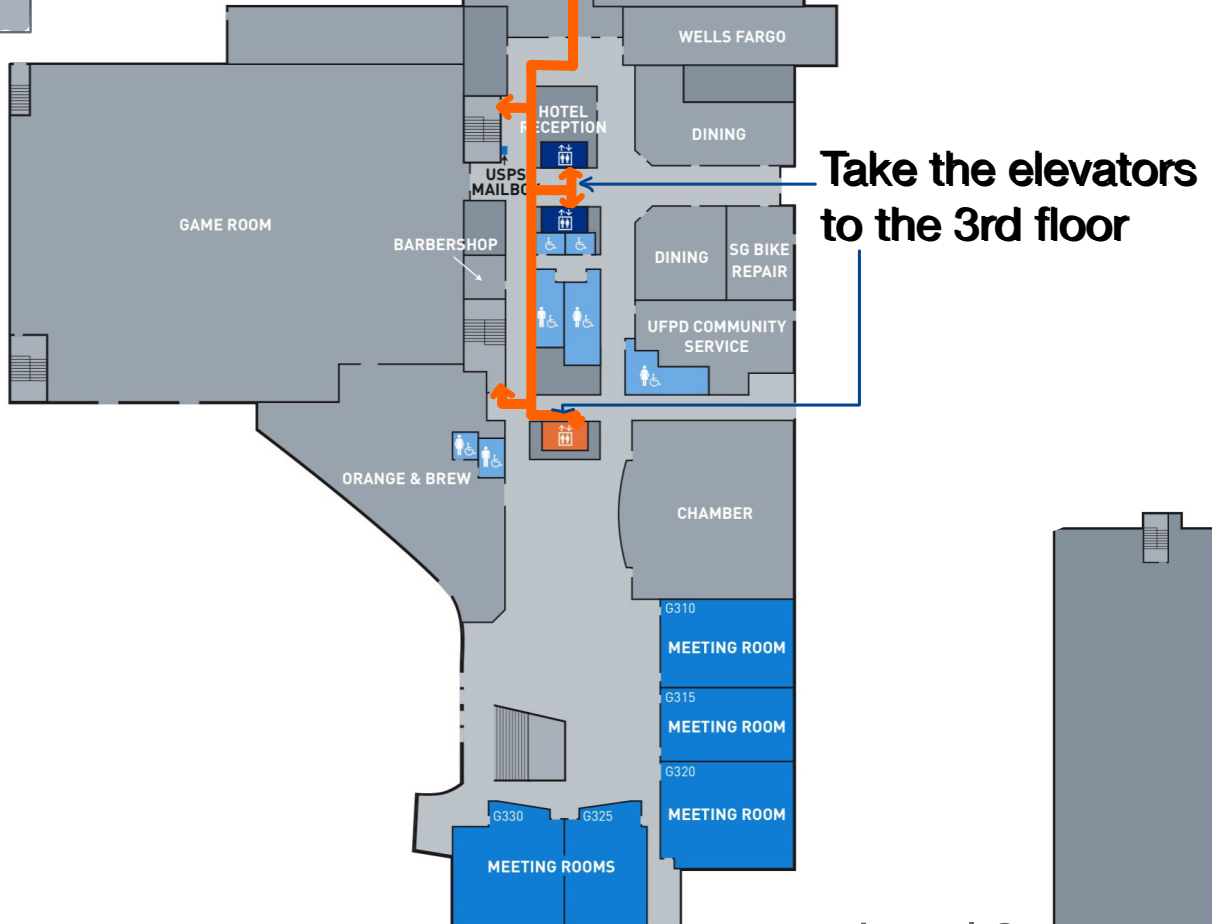 WELLS FARGO
HOTEL
RECEPTION
DINING
USPS
MAILBOX
Take the elevators
to the 3rd floor
GAME ROOM
BARBERSHOP
DINING
SG BIKE
REPAIR
UFPD COMMUNITY
SERVICE
ORANGE & BREW
CHAMBER
G310
MEETING ROOM
G315
MEETING ROOM
G320
MEETING ROOM
G330
G325
MEETING ROOMS